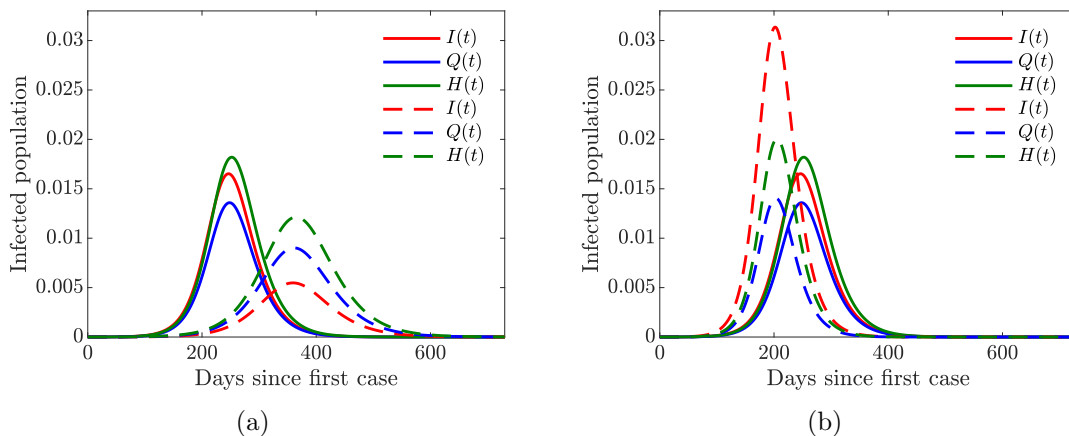 0.03
0.025
0.02
0.015
0.01
0.005
0
0 200 400 600
Infected population
Days since first case
I(t)
Q(t)
H(t)
I(t)
Q(t)
H(t)
(a)
0.03
0.025
0.02
0.015
0.01
0.005
0
0 200 400 600
Infected population
Days since first case
I(t)
Q(t)
H(t)
I(t)
Q(t)
H(t)
(b)